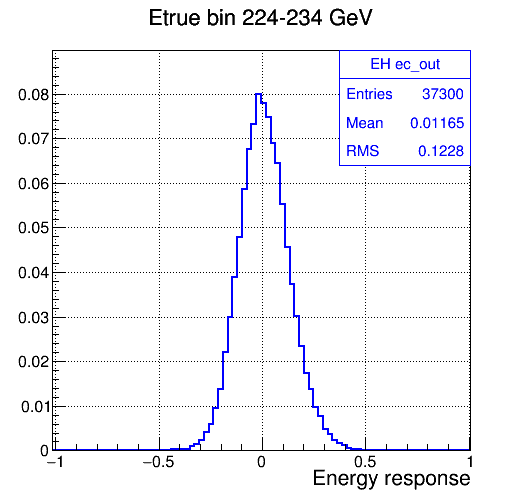 Etrue bin 224-234 GeV
EH ec_out
Entries 37300
Mean 0.01165
RMS 0.1228
0.08
0.07
0.06
0.05
0.04
0.03
0.02
0.01
0
−1 −0.5 0 0.5 1
Energy response